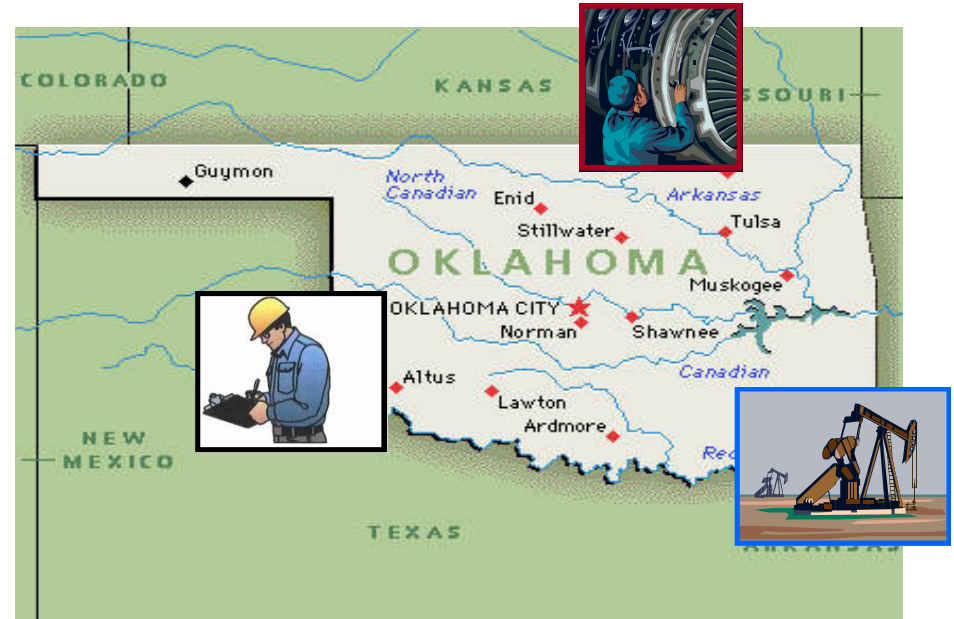 COLORADO
KANSAS
SSOURI
Guymon
North
Canadian
Enid
Arkansas
Stillwater
Tulsa
OKLAHOMA
Muskogee
OKLAHOMA CITY
Norman
Shawnee
Canadian
Altus
Lawton
Ardmore
NEW
MEXICO
TEXAS
ARKANSAS